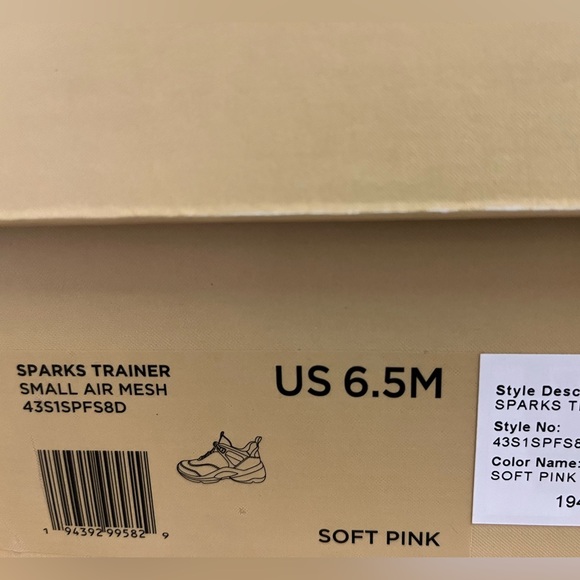 SPARKS TRAINER
SMALL AIR MESH
43S1SPFS8D
US 6.5M
1 94392 99582 9
SOFT PINK
Style Desc
SPARKS T
Style No:
43S1SPFS8
Color Name:
SOFT PINK
194